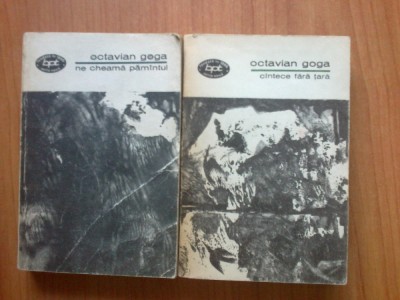 bpt
octavian goga
ne cheamă pămîntul
bpt
octavian goga
cîntece fără țară